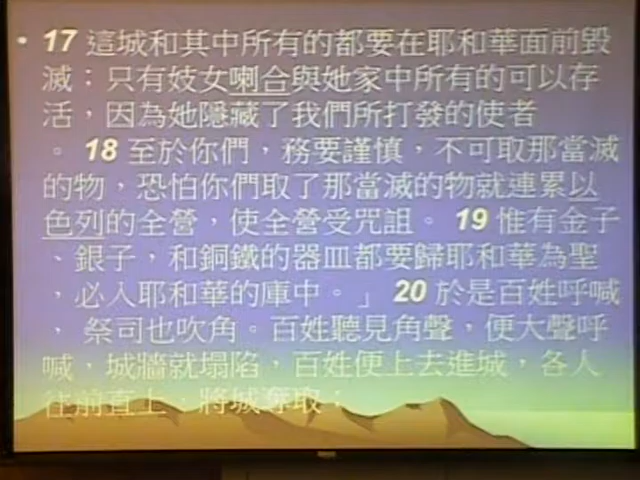 • 17 這城和其中所有的都要在耶和華面前毀
滅；只有妓女喇合與她家中所有的可以存
活，因為她隱藏了我們所打發的使者
。 18 至於你們，務要謹慎，不可取那當滅
的物，恐怕你們取了那當滅的物就連累以
色列的全營，使全營受咒詛。 19 惟有金子
、銀子，和銅鐵的器皿都要歸耶和華為聖
，必入耶和華的庫中。」 20 於是百姓呼喊
，祭司也吹角。百姓聽見角聲，便大聲呼
喊，城牆就塌陷，百姓便上去進城，各人
往前直上，將城奪取；